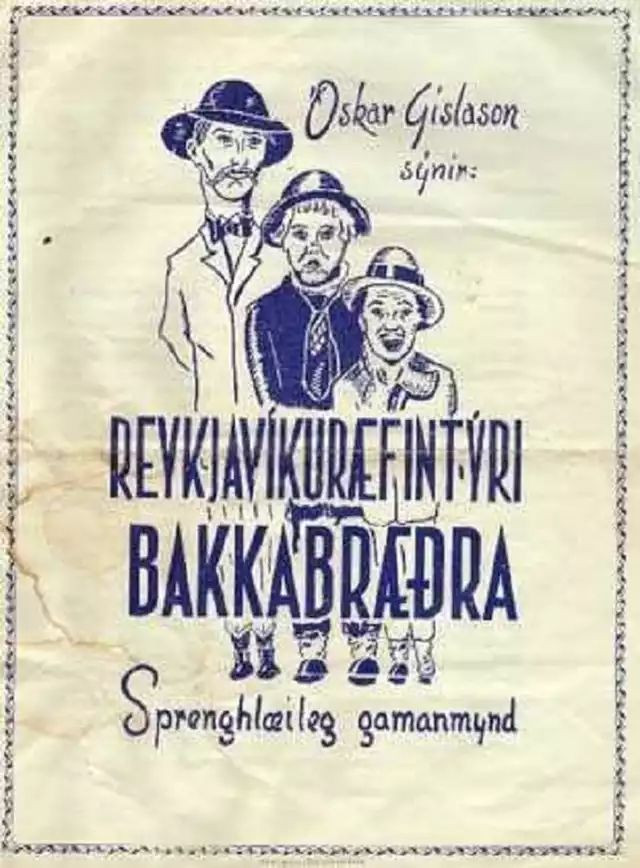 Óskar Gíslason
sýnir:
REYKJAVÍKURÆFINTÝRI
BAKKABRÆÐRA
Sprenghlæileg gamanmynd